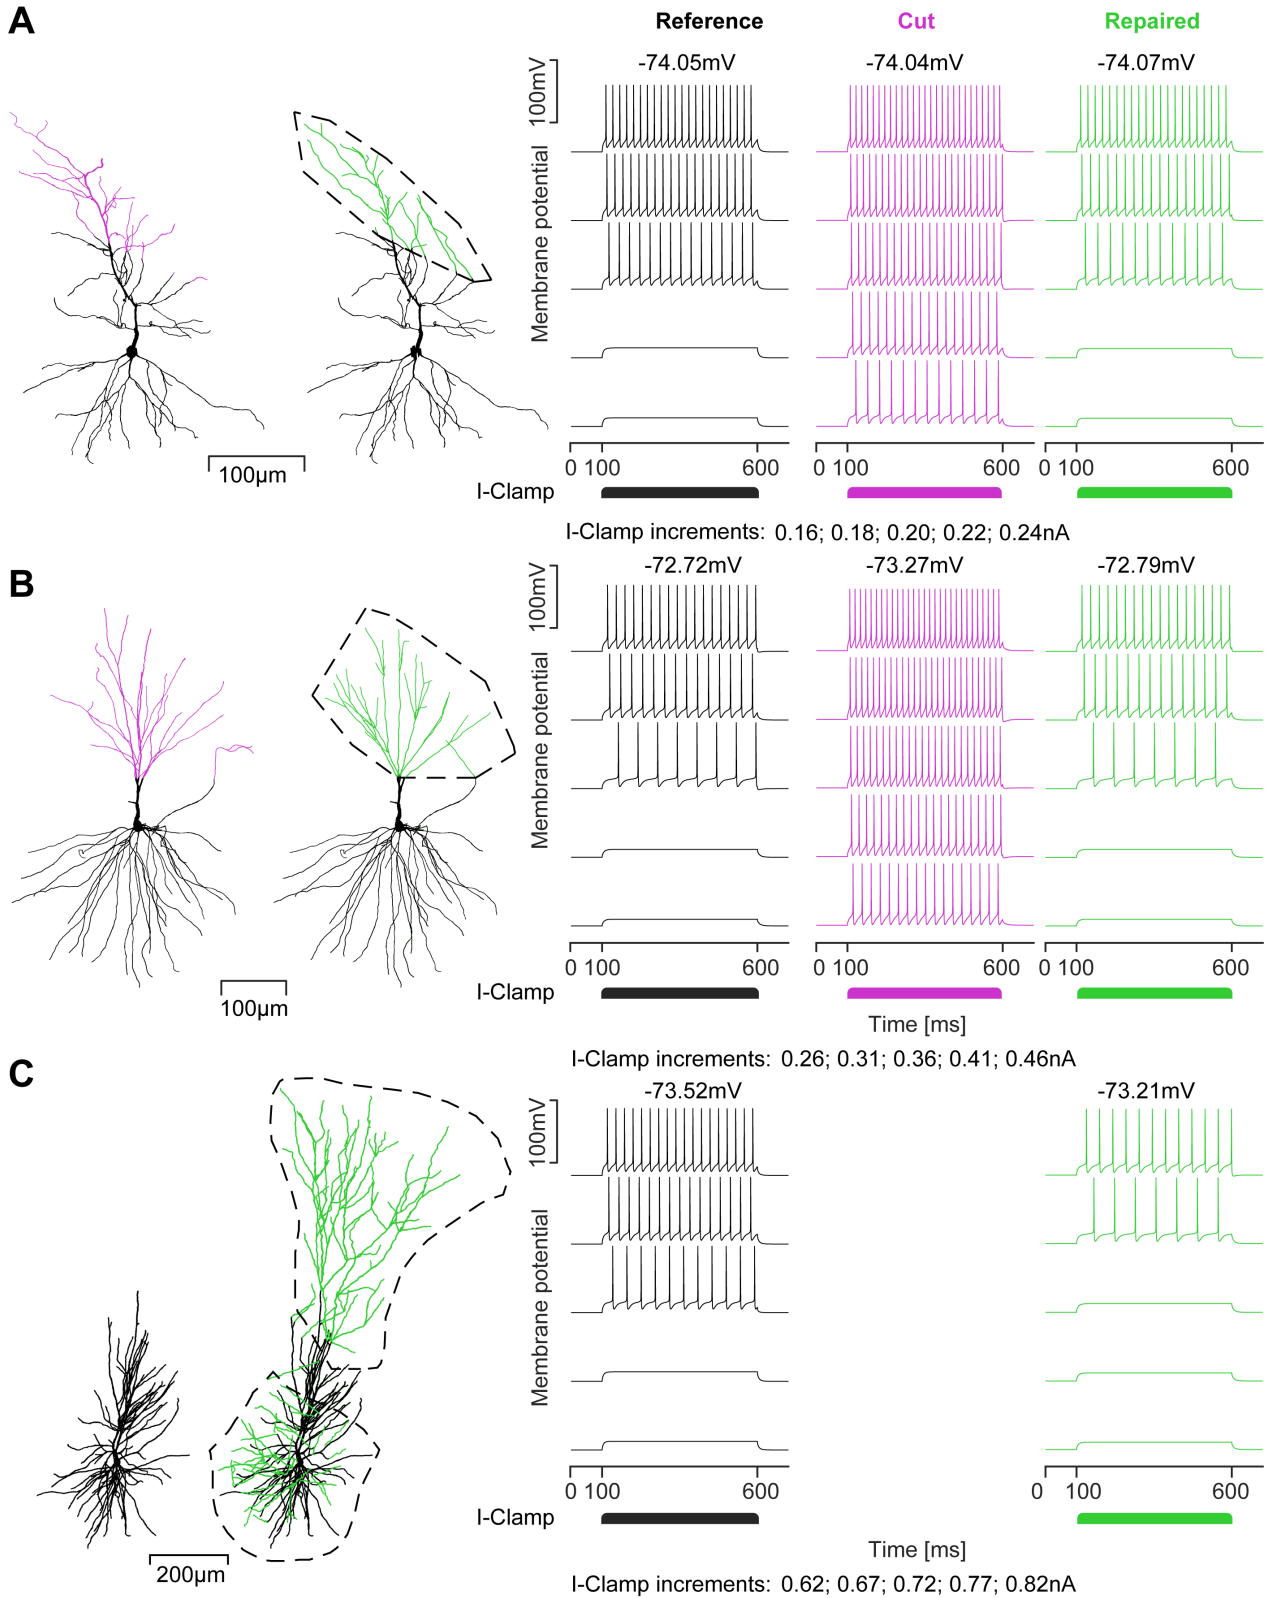 A
Reference Cut Repaired
-74.05mV -74.04mV -74.07mV
100mV
Membrane potential
100µm
0 100 600 0 100 600 0 100 600
I-Clamp
I-Clamp increments: 0.16; 0.18; 0.20; 0.22; 0.24nA
B
-72.72mV -73.27mV -72.79mV
100mV
Membrane potential
100µm
0 100 600 0 100 600 0 100 600
I-Clamp
Time [ms]
I-Clamp increments: 0.26; 0.31; 0.36; 0.41; 0.46nA
C
-73.52mV -73.21mV
100mV
Membrane potential
200µm
0 100 600 0 100 600
I-Clamp
Time [ms]
I-Clamp increments: 0.62; 0.67; 0.72; 0.77; 0.82nA